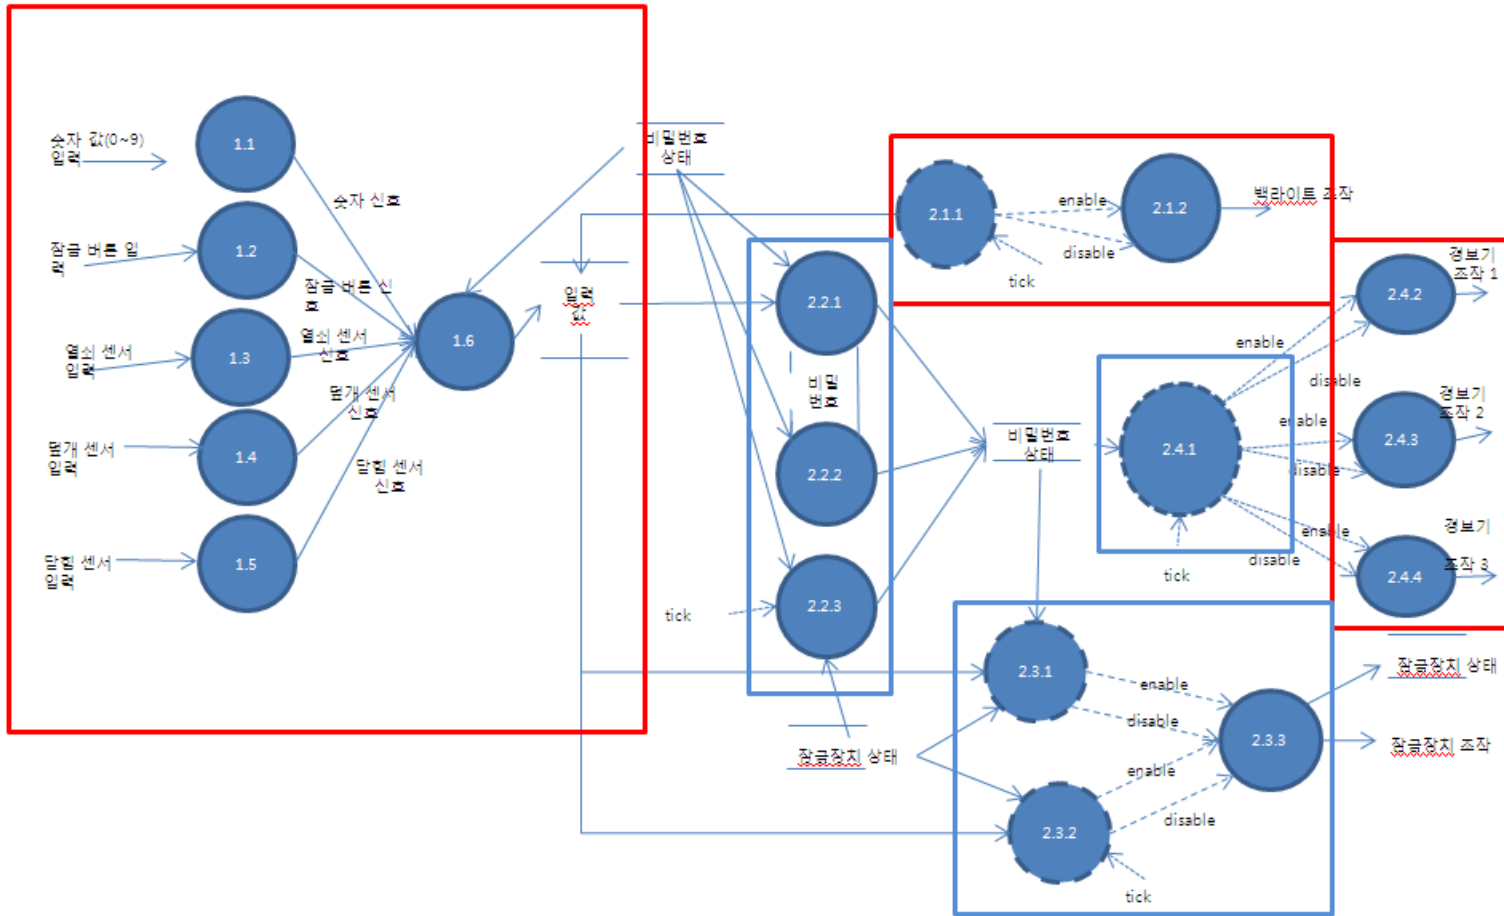 숫자 값(0~9)
입력
1.1
숫자 신호
잠금 버튼 입
력
1.2
잠금 버튼 신
호
열쇠 센서
입력
1.3
열쇠 센서
신호
1.6
덮개 센서
입력
1.4
덮개 센서
신호
닫힘 센서
입력
1.5
닫힘 센서
신호
비밀번호
상태
입력
값
2.1.1
enable
disable
tick
2.1.2
백라이트 조작
2.2.1
비밀
번호
2.2.2
2.2.3
tick
비밀번호
상태
2.4.1
tick
enable
disable
enable
disable
enable
disable
2.4.2
경보기
조작 1
2.4.3
경보기
조작 2
2.4.4
경보기
조작 3
잠금장치 상태
2.3.1
enable
disable
2.3.2
enable
disable
tick
2.3.3
잠금장치 상태
잠금장치 조작